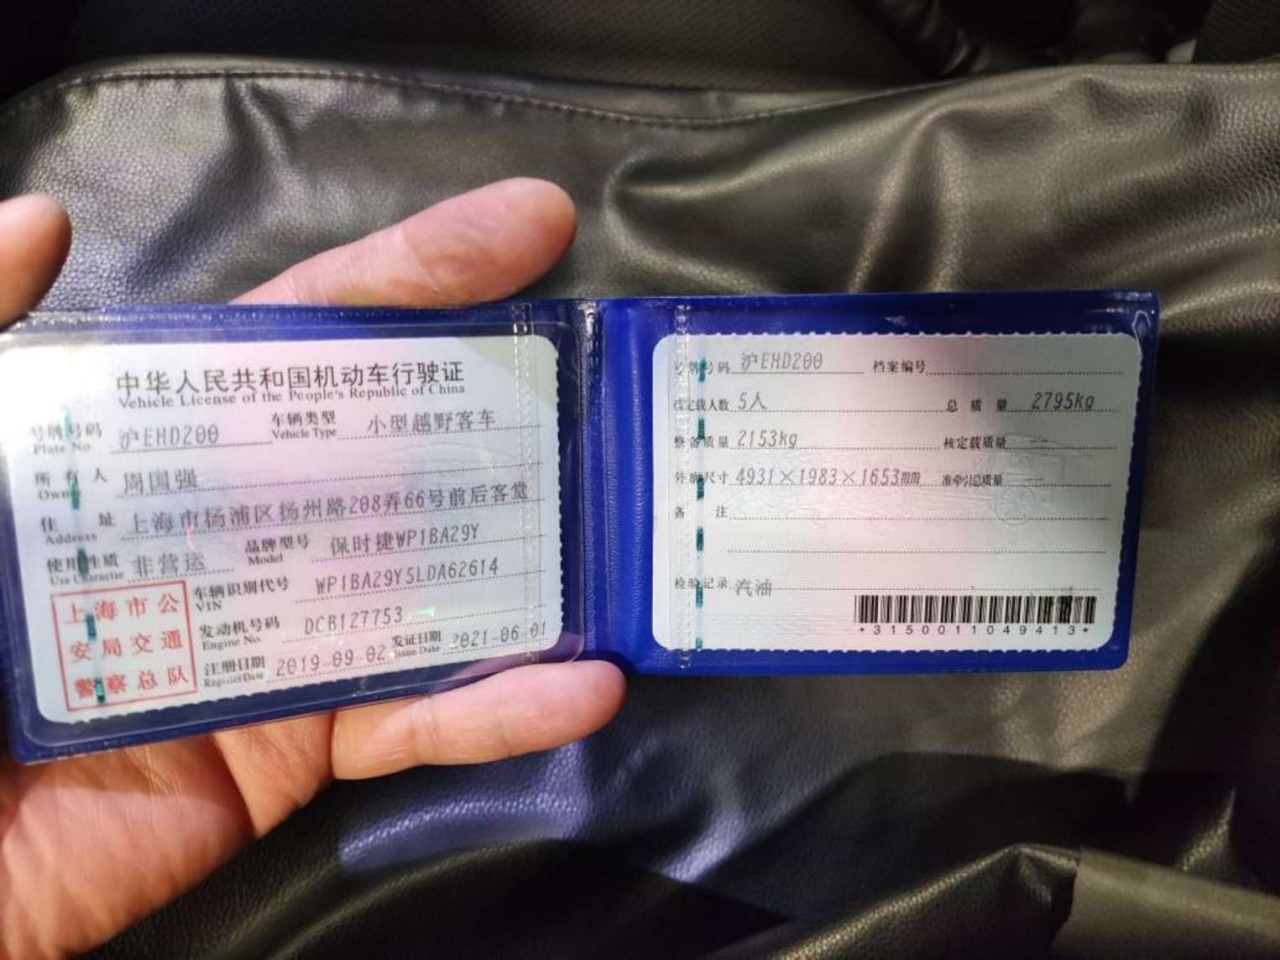 中华人民共和国机动车行驶证
Vehicle License of the People's Republic of China
号牌号码 沪EHD200 车辆类型 小型越野客车
Plate No. Vehicle Type
所有人 周国强
Owner
住址 上海市杨浦区扬州路208弄66号前后客堂
Address
使用性质 非营运 品牌型号 保时捷WP1BA29Y
Use Character Model
上海市公安局交通警察总队
车辆识别代号 WP1BA29Y5LDA62614
VIN
发动机号码 DCB127753
Engine No.
注册日期 2019-09-02 发证日期 2021-06-01
Register Date Issue Date
号牌号码 沪EHD200 档案编号
核定载人数 5人 总质量 2795kg
整备质量 2153kg 核定载质量 --
外廓尺寸 4931×1983×1653mm 准牵引总质量 --
备注
检验记录 汽油
*3150011049413*